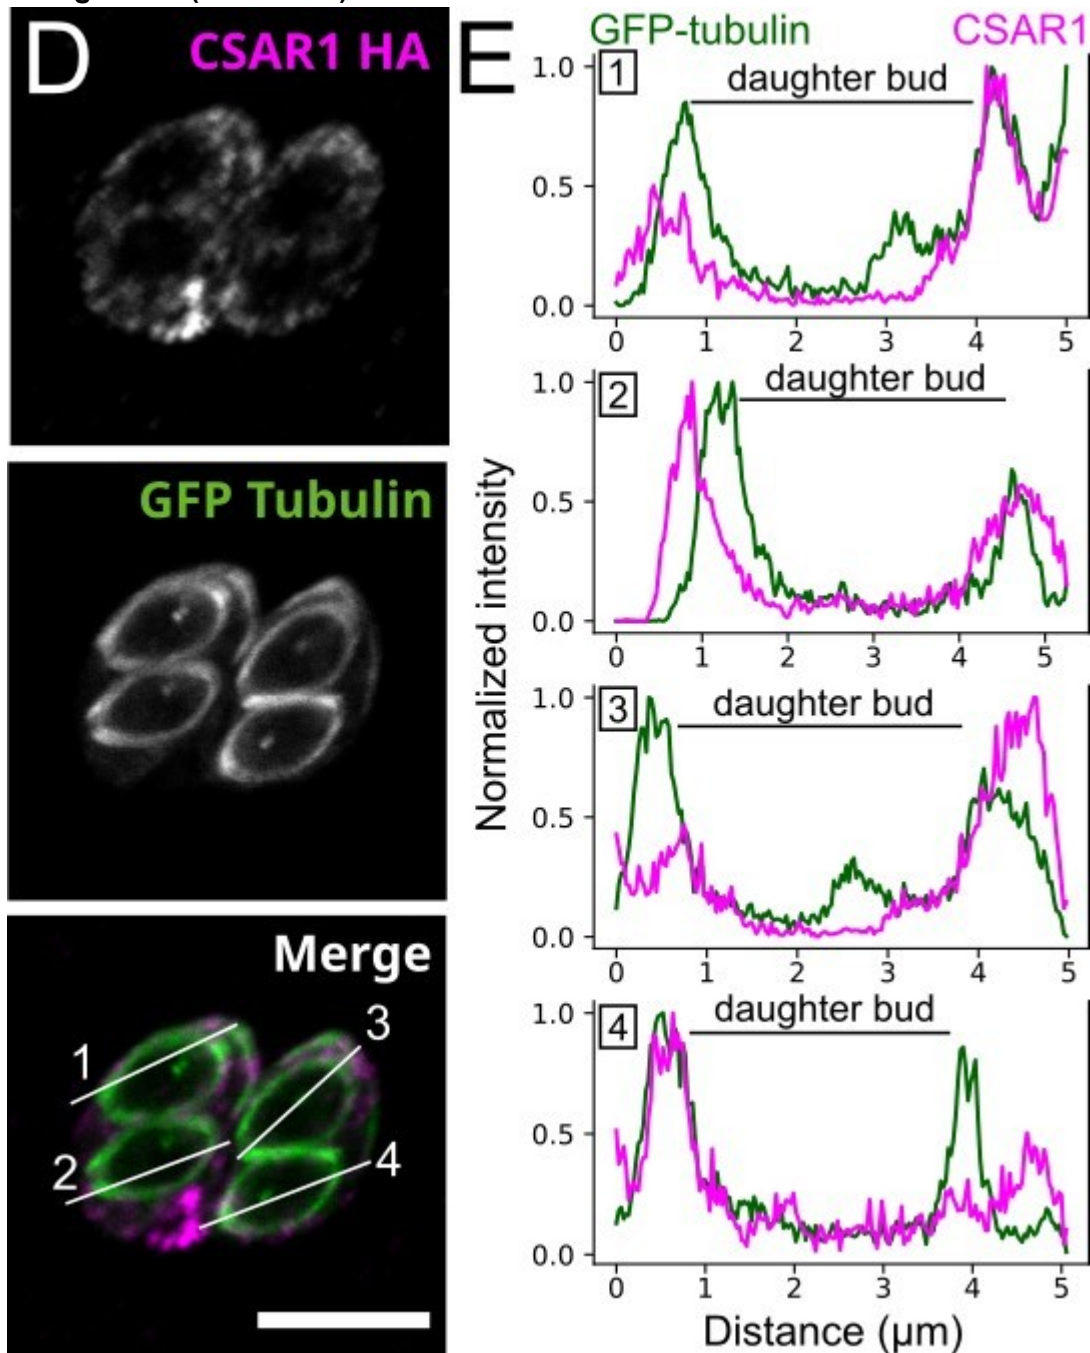 D
CSAR1 HA
GFP Tubulin
Merge
1
2
3
4
E
GFP-tubulin
CSAR1
Normalized intensity
1
daughter bud
1.0
0.5
0.0
0 1 2 3 4 5
2
daughter bud
1.0
0.5
0.0
0 1 2 3 4 5
3
daughter bud
1.0
0.5
0.0
0 1 2 3 4 5
4
daughter bud
1.0
0.5
0.0
0 1 2 3 4 5
Distance (µm)